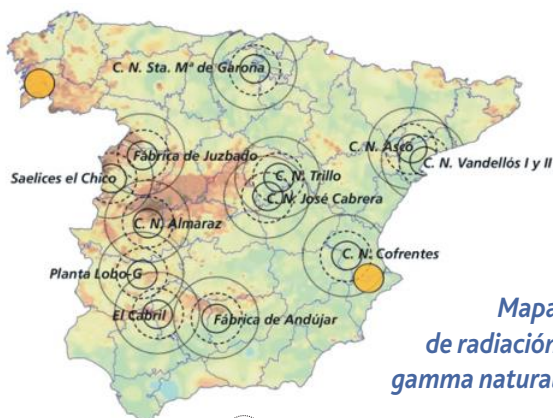 C. N. Sta. Mª de Garoña
Fábrica de Juzbado
Saelices el Chico
C. N. Ascó
C. N. Vandellós I y II
C. N. Trillo
C. N. José Cabrera
C. N. Almaraz
C. N. Cofrentes
Planta Lobo-G
El Cabril
Fábrica de Andújar
Mapa
de radiación
gamma natural